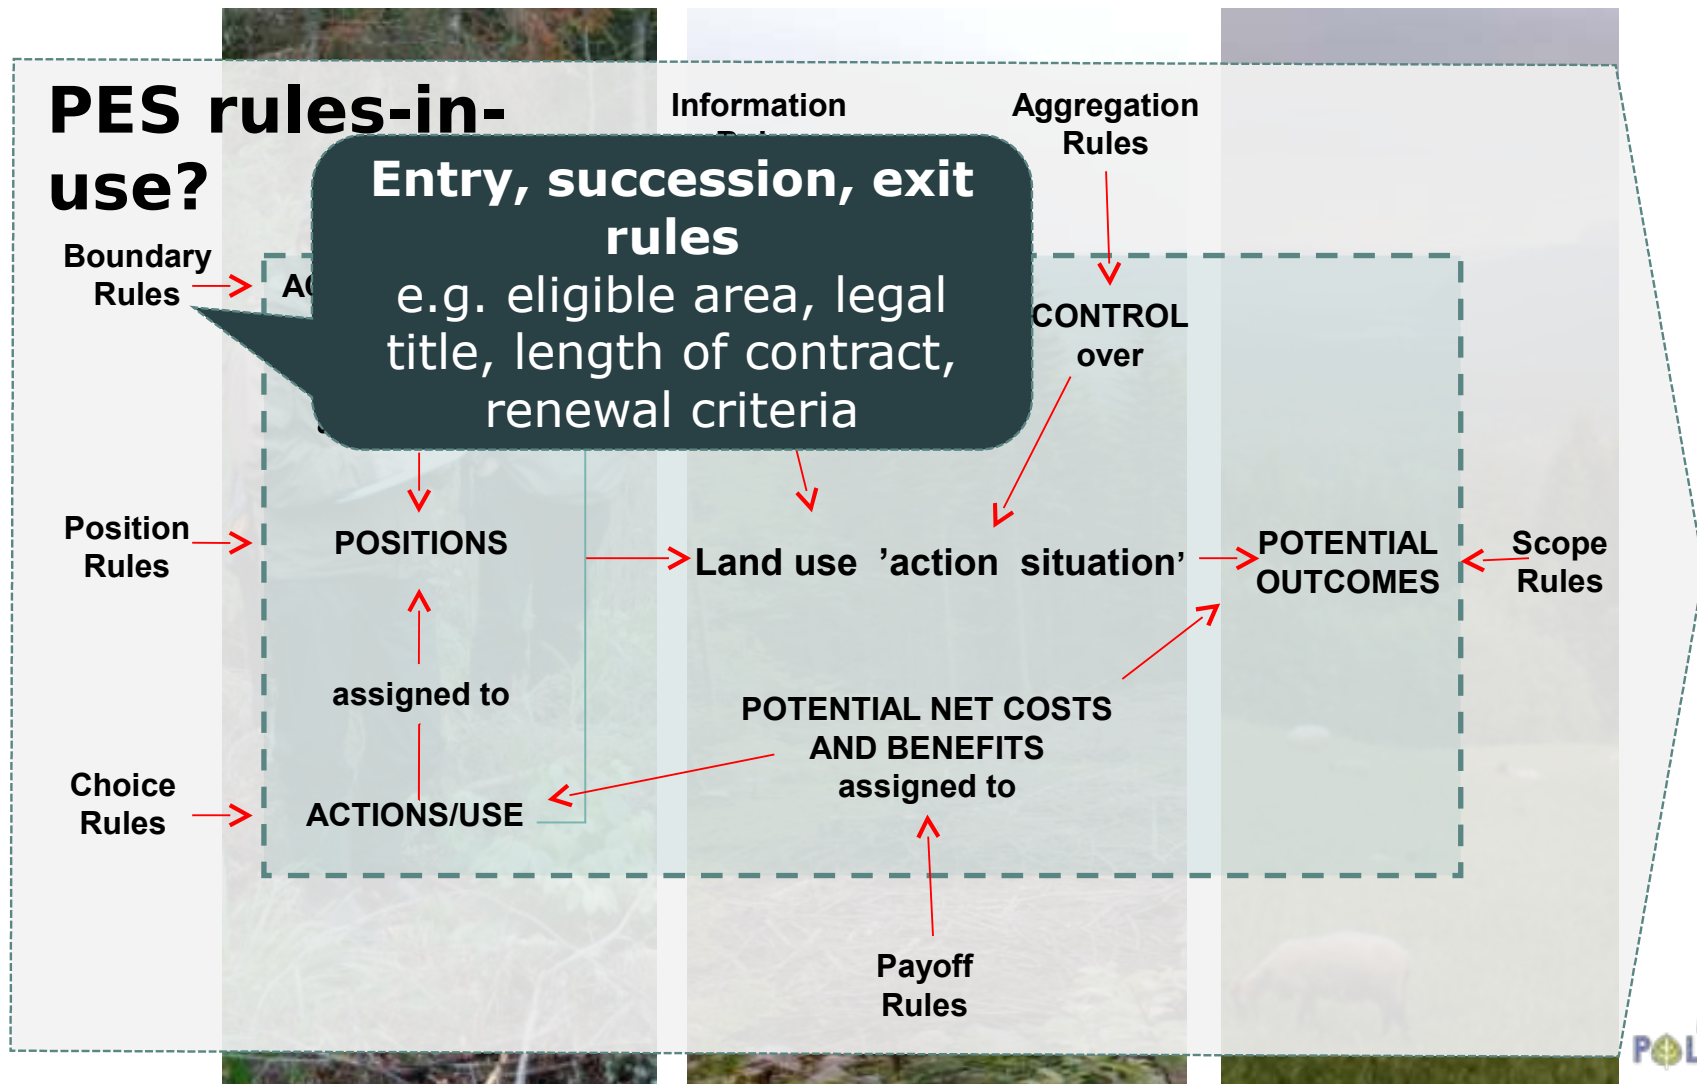 PES rules-in-
use?
Information
Aggregation
Rules
Entry, succession, exit
rules
e.g. eligible area, legal
title, length of contract,
renewal criteria
Boundary
Rules
CONTROL
over
Position
Rules
POSITIONS
Land use ’action situation’
POTENTIAL
OUTCOMES
Scope
Rules
assigned to
POTENTIAL NET COSTS
AND BENEFITS
assigned to
Choice
Rules
ACTIONS/USE
Payoff
Rules